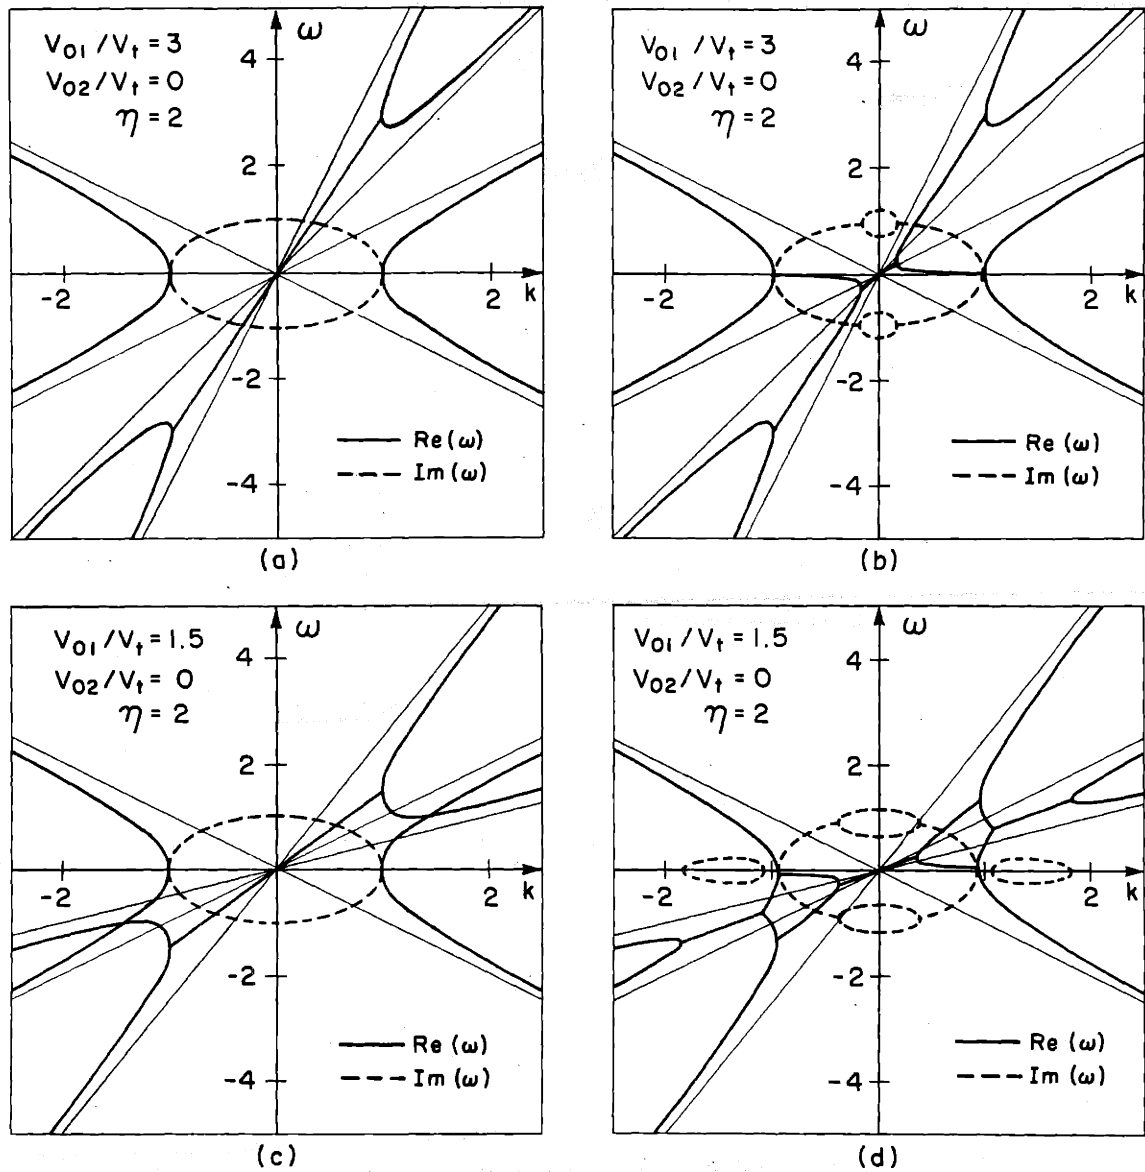 V01/Vt = 3
V02/Vt = 0
η = 2
ω
4
2
-2
2
k
-2
-4
Re(ω)
Im(ω)
(a)
V01/Vt = 3
V02/Vt = 0
η = 2
ω
4
2
-2
2
k
-2
-4
Re(ω)
Im(ω)
(b)
V01/Vt = 1.5
V02/Vt = 0
η = 2
ω
4
2
-2
2
k
-2
-4
Re(ω)
Im(ω)
(c)
V01/Vt = 1.5
V02/Vt = 0
η = 2
ω
4
2
-2
2
k
-2
-4
Re(ω)
Im(ω)
(d)